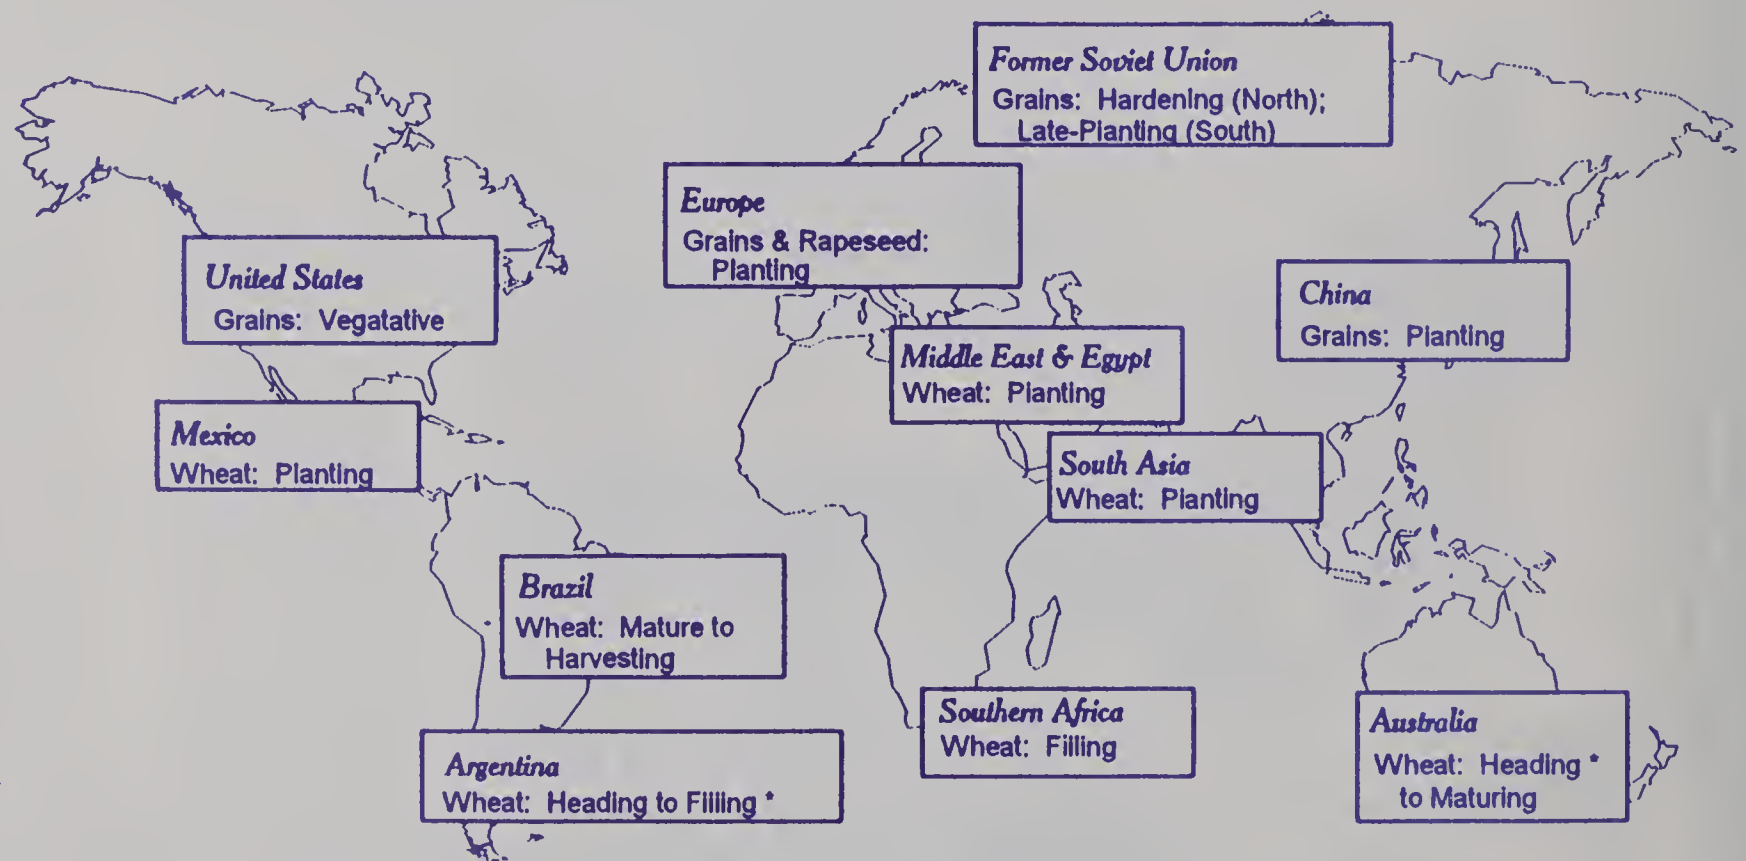 Former Soviet Union
Grains: Hardening (North);
Late-Planting (South)
Europe
Grains & Rapeseed:
Planting
United States
Grains: Vegatative
China
Grains: Planting
Middle East & Egypt
Wheat: Planting
Mexico
Wheat: Planting
South Asia
Wheat: Planting
Brazil
Wheat: Mature to
Harvesting
Southern Africa
Wheat: Filling
Australia
Wheat: Heading *
to Maturing
Argentina
Wheat: Heading to Filling *